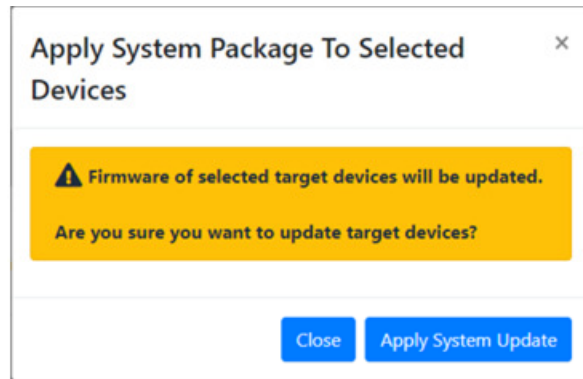 Apply System Package To Selected
Devices
×
Firmware of selected target devices will be updated.
Are you sure you want to update target devices?
Close
Apply System Update